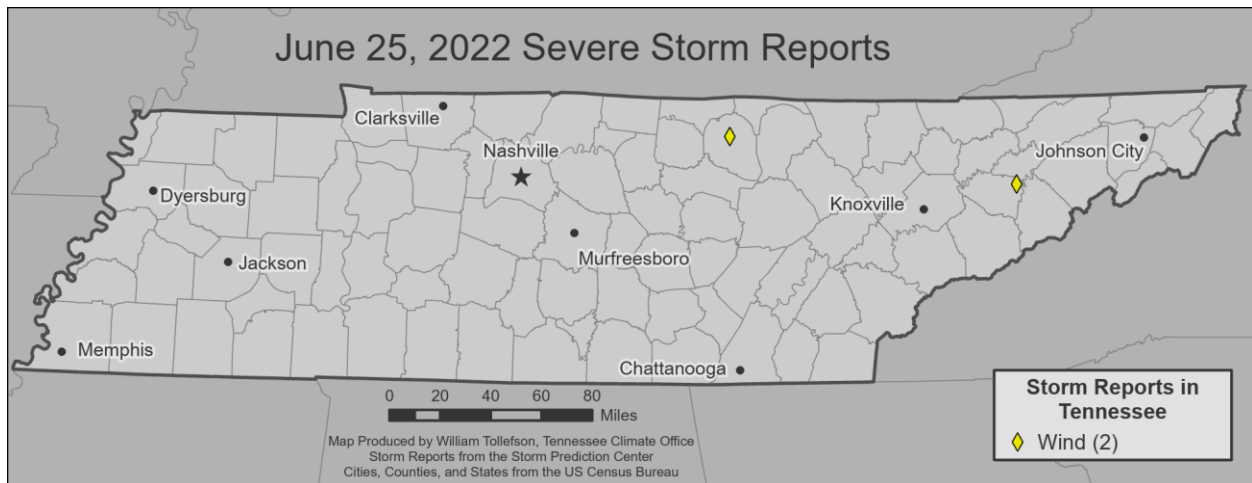 June 25, 2022 Severe Storm Reports
Clarksville
Nashville
Johnson City
Dyersburg
Knoxville
Murfreesboro
Jackson
Memphis
Chattanooga
0 20 40 60 80
Miles
Map Produced by William Tollefson, Tennessee Climate Office
Storm Reports from the Storm Prediction Center
Cities, Counties, and States from the US Census Bureau
Storm Reports in
Tennessee
Wind (2)